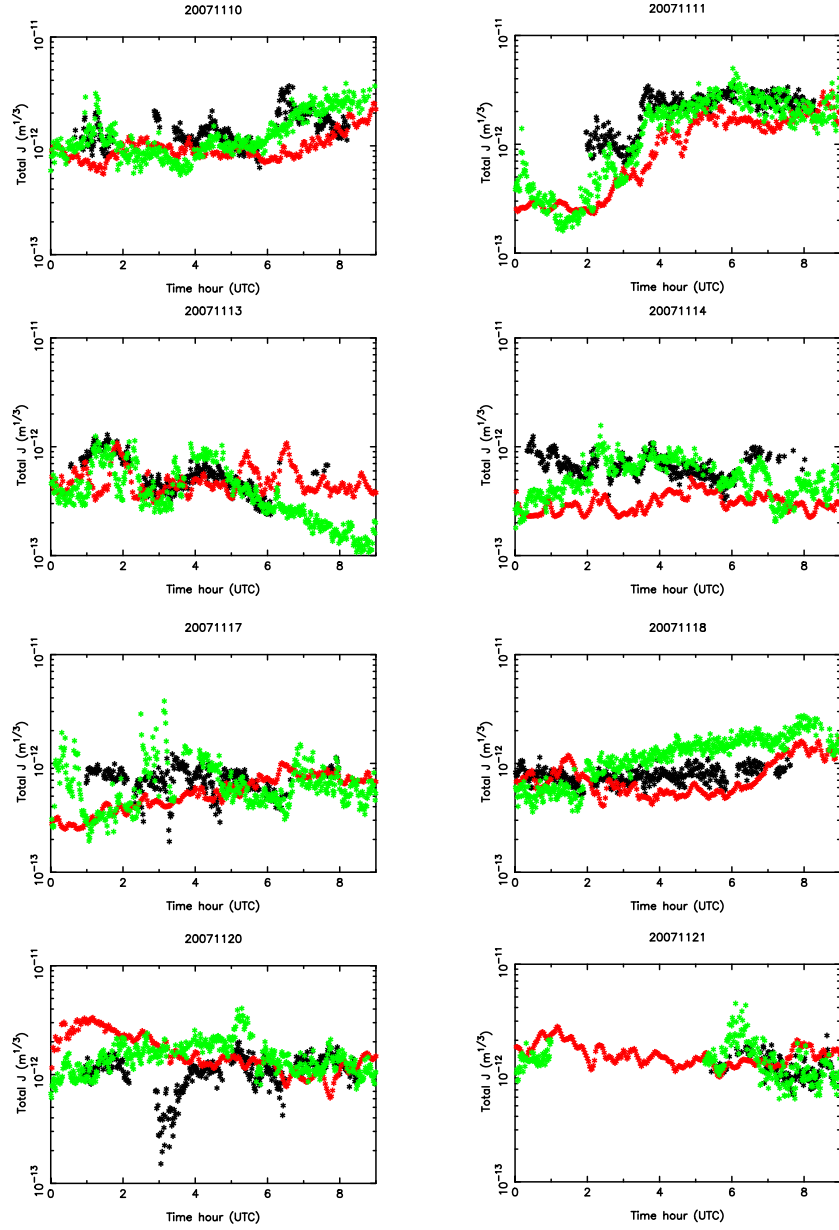 20071110
20071111
10⁻¹¹
10⁻¹²
10⁻¹³
Total J (m^1/3)
0 2 4 6 8
Time hour (UTC)
10⁻¹¹
10⁻¹²
10⁻¹³
Total J (m^1/3)
0 2 4 6 8
Time hour (UTC)
20071113
20071114
10⁻¹¹
10⁻¹²
10⁻¹³
Total J (m^1/3)
0 2 4 6 8
Time hour (UTC)
10⁻¹¹
10⁻¹²
10⁻¹³
Total J (m^1/3)
0 2 4 6 8
Time hour (UTC)
20071117
20071118
10⁻¹¹
10⁻¹²
10⁻¹³
Total J (m^1/3)
0 2 4 6 8
Time hour (UTC)
10⁻¹¹
10⁻¹²
10⁻¹³
Total J (m^1/3)
0 2 4 6 8
Time hour (UTC)
20071120
20071121
10⁻¹¹
10⁻¹²
10⁻¹³
Total J (m^1/3)
0 2 4 6 8
Time hour (UTC)
10⁻¹¹
10⁻¹²
10⁻¹³
Total J (m^1/3)
0 2 4 6 8
Time hour (UTC)